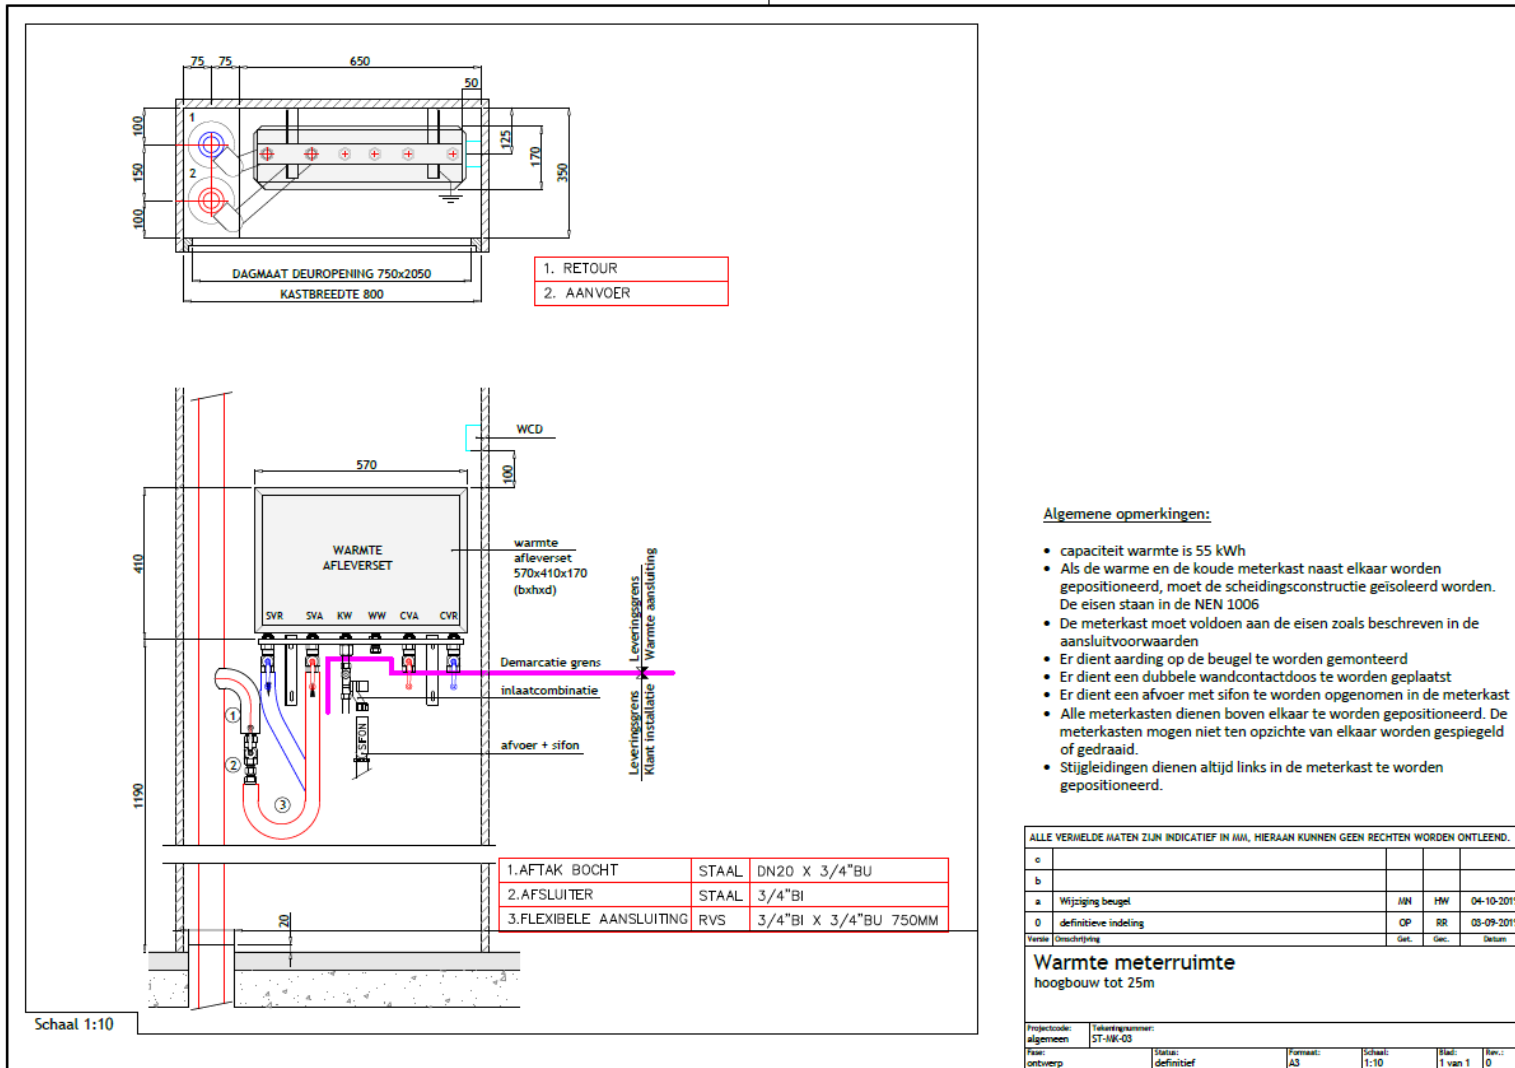 75 75 650
50
100
150
100
1
2
125
170
350
DAGMAAT DEUROPENING 750x2050
KASTBREEDTE 800
1. RETOUR
2. AANVOER
WCD
100
570
410
WARMTE
AFLEVERSET
SVR SVA KW WW CVA CVR
warmte
afleverset
570x410x170
(bxhxd)
Leveringsgrens
Warmte aansluiting
Demarcatie grens
inlaatcombinatie
Leveringsgrens
Klant installatie
SIFON
afvoer + sifon
1
2
3
1190
20
1.AFTAK BOCHT STAAL DN20 X 3/4"BU
2.AFSLUITER STAAL 3/4"BI
3.FLEXIBELE AANSLUITING RVS 3/4"BI X 3/4"BU 750MM
Schaal 1:10
Algemene opmerkingen:
• capaciteit warmte is 55 kWh
• Als de warme en de koude meterkast naast elkaar worden
gepositioneerd, moet de scheidingsconstructie geïsoleerd worden.
De eisen staan in de NEN 1006
• De meterkast moet voldoen aan de eisen zoals beschreven in de
aansluitvoorwaarden
• Er dient aarding op de beugel te worden gemonteerd
• Er dient een dubbele wandcontactdoos te worden geplaatst
• Er dient een afvoer met sifon te worden opgenomen in de meterkast
• Alle meterkasten dienen boven elkaar te worden gepositioneerd. De
meterkasten mogen niet ten opzichte van elkaar worden gespiegeld
of gedraaid.
• Stijgleidingen dienen altijd links in de meterkast te worden
gepositioneerd.
ALLE VERMELDE MATEN ZIJN INDICATIEF IN MM, HIERAAN KUNNEN GEEN RECHTEN WORDEN ONTLEEND.
c
b
a Wijziging beugel MN HW 04-10-201
0 definitieve indeling OP RR 03-09-201
Versie Omschrijving Get. Gec. Datum
Warmte meterruimte
hoogbouw tot 25m
Projectcode: Tekeningnummer:
algemeen ST-MK-03
Fase: Status: Formaat: Schaal: Blad: Rev.:
ontwerp definitief A3 1:10 1 van 1 0